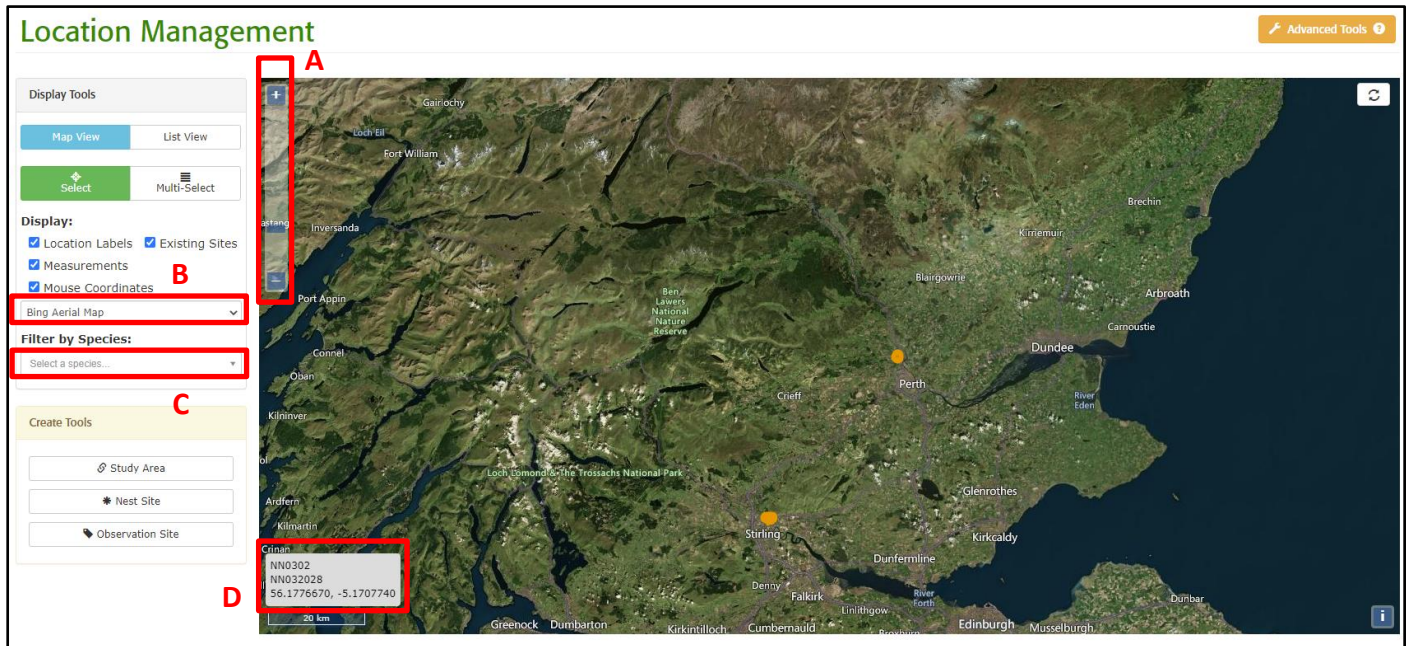 Location Management
Advanced Tools ?
A
Display Tools
Map View
List View
Select
Multi-Select
Display:
Location Labels
Existing Sites
Measurements
B
Mouse Coordinates
Bing Aerial Map
Filter by Species:
Select a species...
C
Create Tools
Study Area
Nest Site
Observation Site
D
+
Gairlochy
Loch Eil
Fort William
Inversanda
Port Appin
Connel
Oban
Kilninver
Ardfern
Kilmartin
Crinan
Ben
Lawers
National
Nature
Reserve
Loch Lomond & The Trossachs National Park
Brechin
Kirriemuir
Blairgowrie
Arbroath
Carnoustie
Dundee
Perth
Crieff
River
Eden
Glenrothes
Stirling
Kirkcaldy
Dunfermline
Denny
Falkirk
River
Forth
Linlithgow
Dunbar
Greenock
Dumbarton
Kirkintilloch
Cumbernauld
Broxburn
Edinburgh
Musselburgh
NN0302
NN032028
56.1776670, -5.1707740
20 km
i